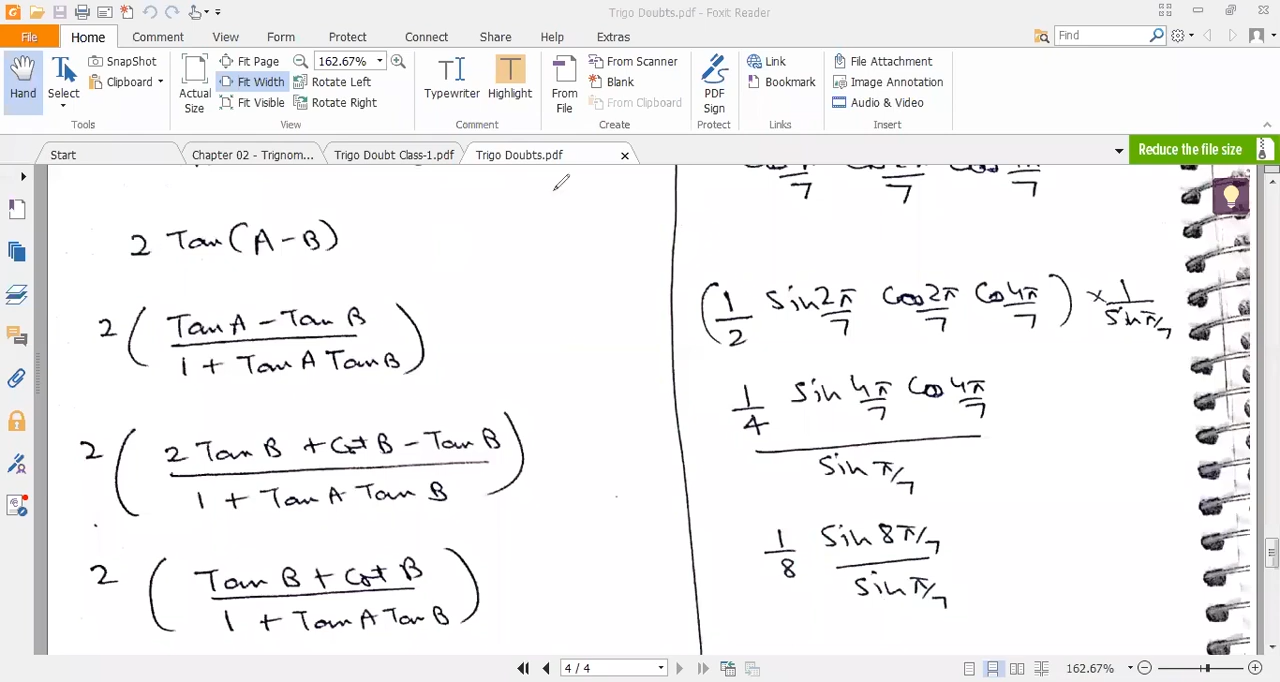 Trigo Doubts.pdf - Foxit Reader
File Home Comment View Form Protect Connect Share Help Extras Find
Hand
Select
SnapShot
Clipboard
Actual Size
Fit Page
Fit Width
Fit Visible
162.67%
Rotate Left
Rotate Right
Typewriter
Highlight
From File
From Scanner
Blank
From Clipboard
PDF Sign
Link
Bookmark
File Attachment
Image Annotation
Audio & Video
Tools View Comment Create Protect Links Insert
Start Chapter 02 - Trignom... Trigo Doubt Class-1.pdf Trigo Doubts.pdf Reduce the file size
2 Tan(A-B)
2 ( TanA - Tan B
1 + Tan A TanB )
2 ( 2 Tan B + Cot B - Tan B
1 + Tan A Tan B )
2 ( Tan B + Cot B
1 + Tan A Tan B )
(1/2 Sin 2π/7 Cos 2π/7 Cos 4π/7) × 1/Sin π/7
1/4 Sin 4π/7 Cos 4π/7
Sin π/7
1/8 Sin 8π/7
Sin π/7
4 / 4 162.67%